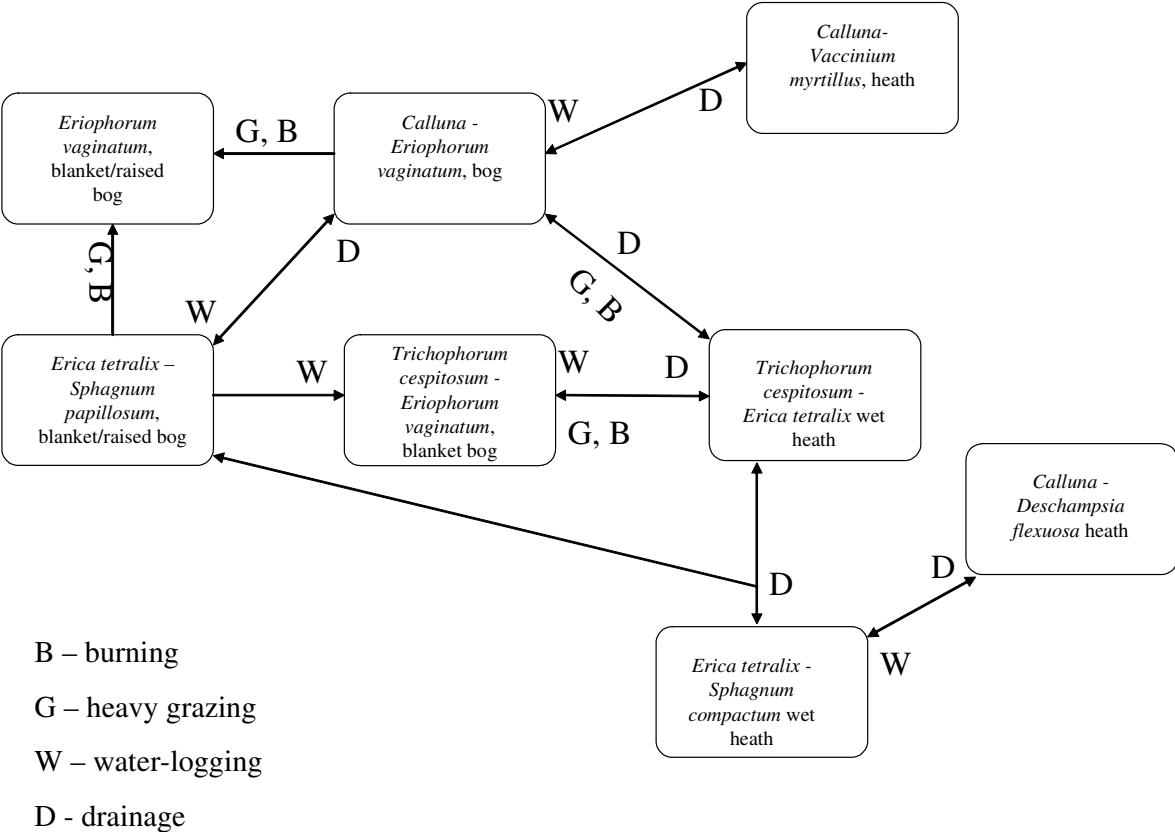 Calluna-
Vaccinium
myrtillus, heath
Eriophorum
vaginatum,
blanket/raised
bog
G, B
Calluna -
Eriophorum
vaginatum, bog
W
D
G, B
W
D
D
G, B
Erica tetralix –
Sphagnum
papillosum,
blanket/raised bog
W
Trichophorum
cespitosum -
Eriophorum
vaginatum,
blanket bog
W
D
G, B
Trichophorum
cespitosum -
Erica tetralix wet
heath
Calluna -
Deschampsia
flexuosa heath
D
D
W
Erica tetralix -
Sphagnum
compactum wet
heath
B – burning
G – heavy grazing
W – water-logging
D - drainage